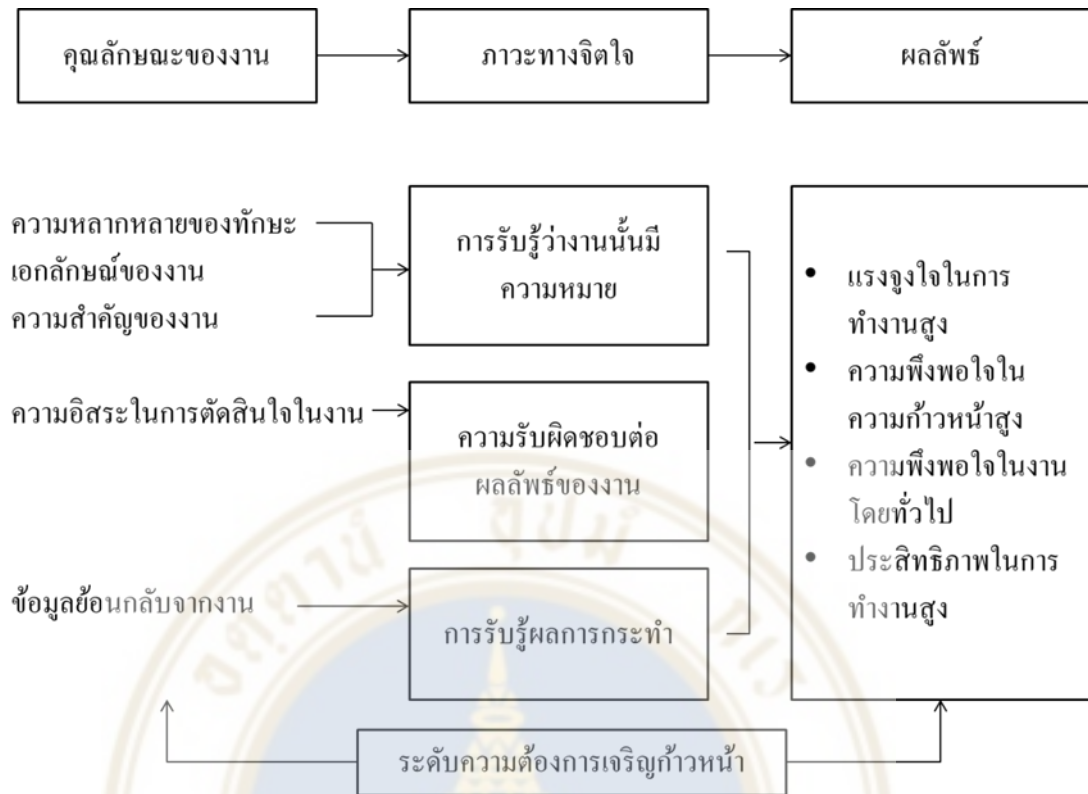 คุณลักษณะของงาน
ภาวะทางจิตใจ
ผลลัพธ์
ความหลากหลายของทักษะ
เอกลักษณ์ของงาน
ความสำคัญของงาน
การรับรู้ว่างานนั้นมี
ความหมาย
ความอิสระในการตัดสินใจในงาน
ความรับผิดชอบต่อ
ผลลัพธ์ของงาน
ข้อมูลย้อนกลับจากงาน
การรับรู้ผลการกระทำ
• แรงจูงใจในการ
ทำงานสูง
• ความพึงพอใจใน
ความก้าวหน้าสูง
• ความพึงพอใจในงาน
โดยทั่วไป
• ประสิทธิภาพในการ
ทำงานสูง
ระดับความต้องการเจริญก้าวหน้า